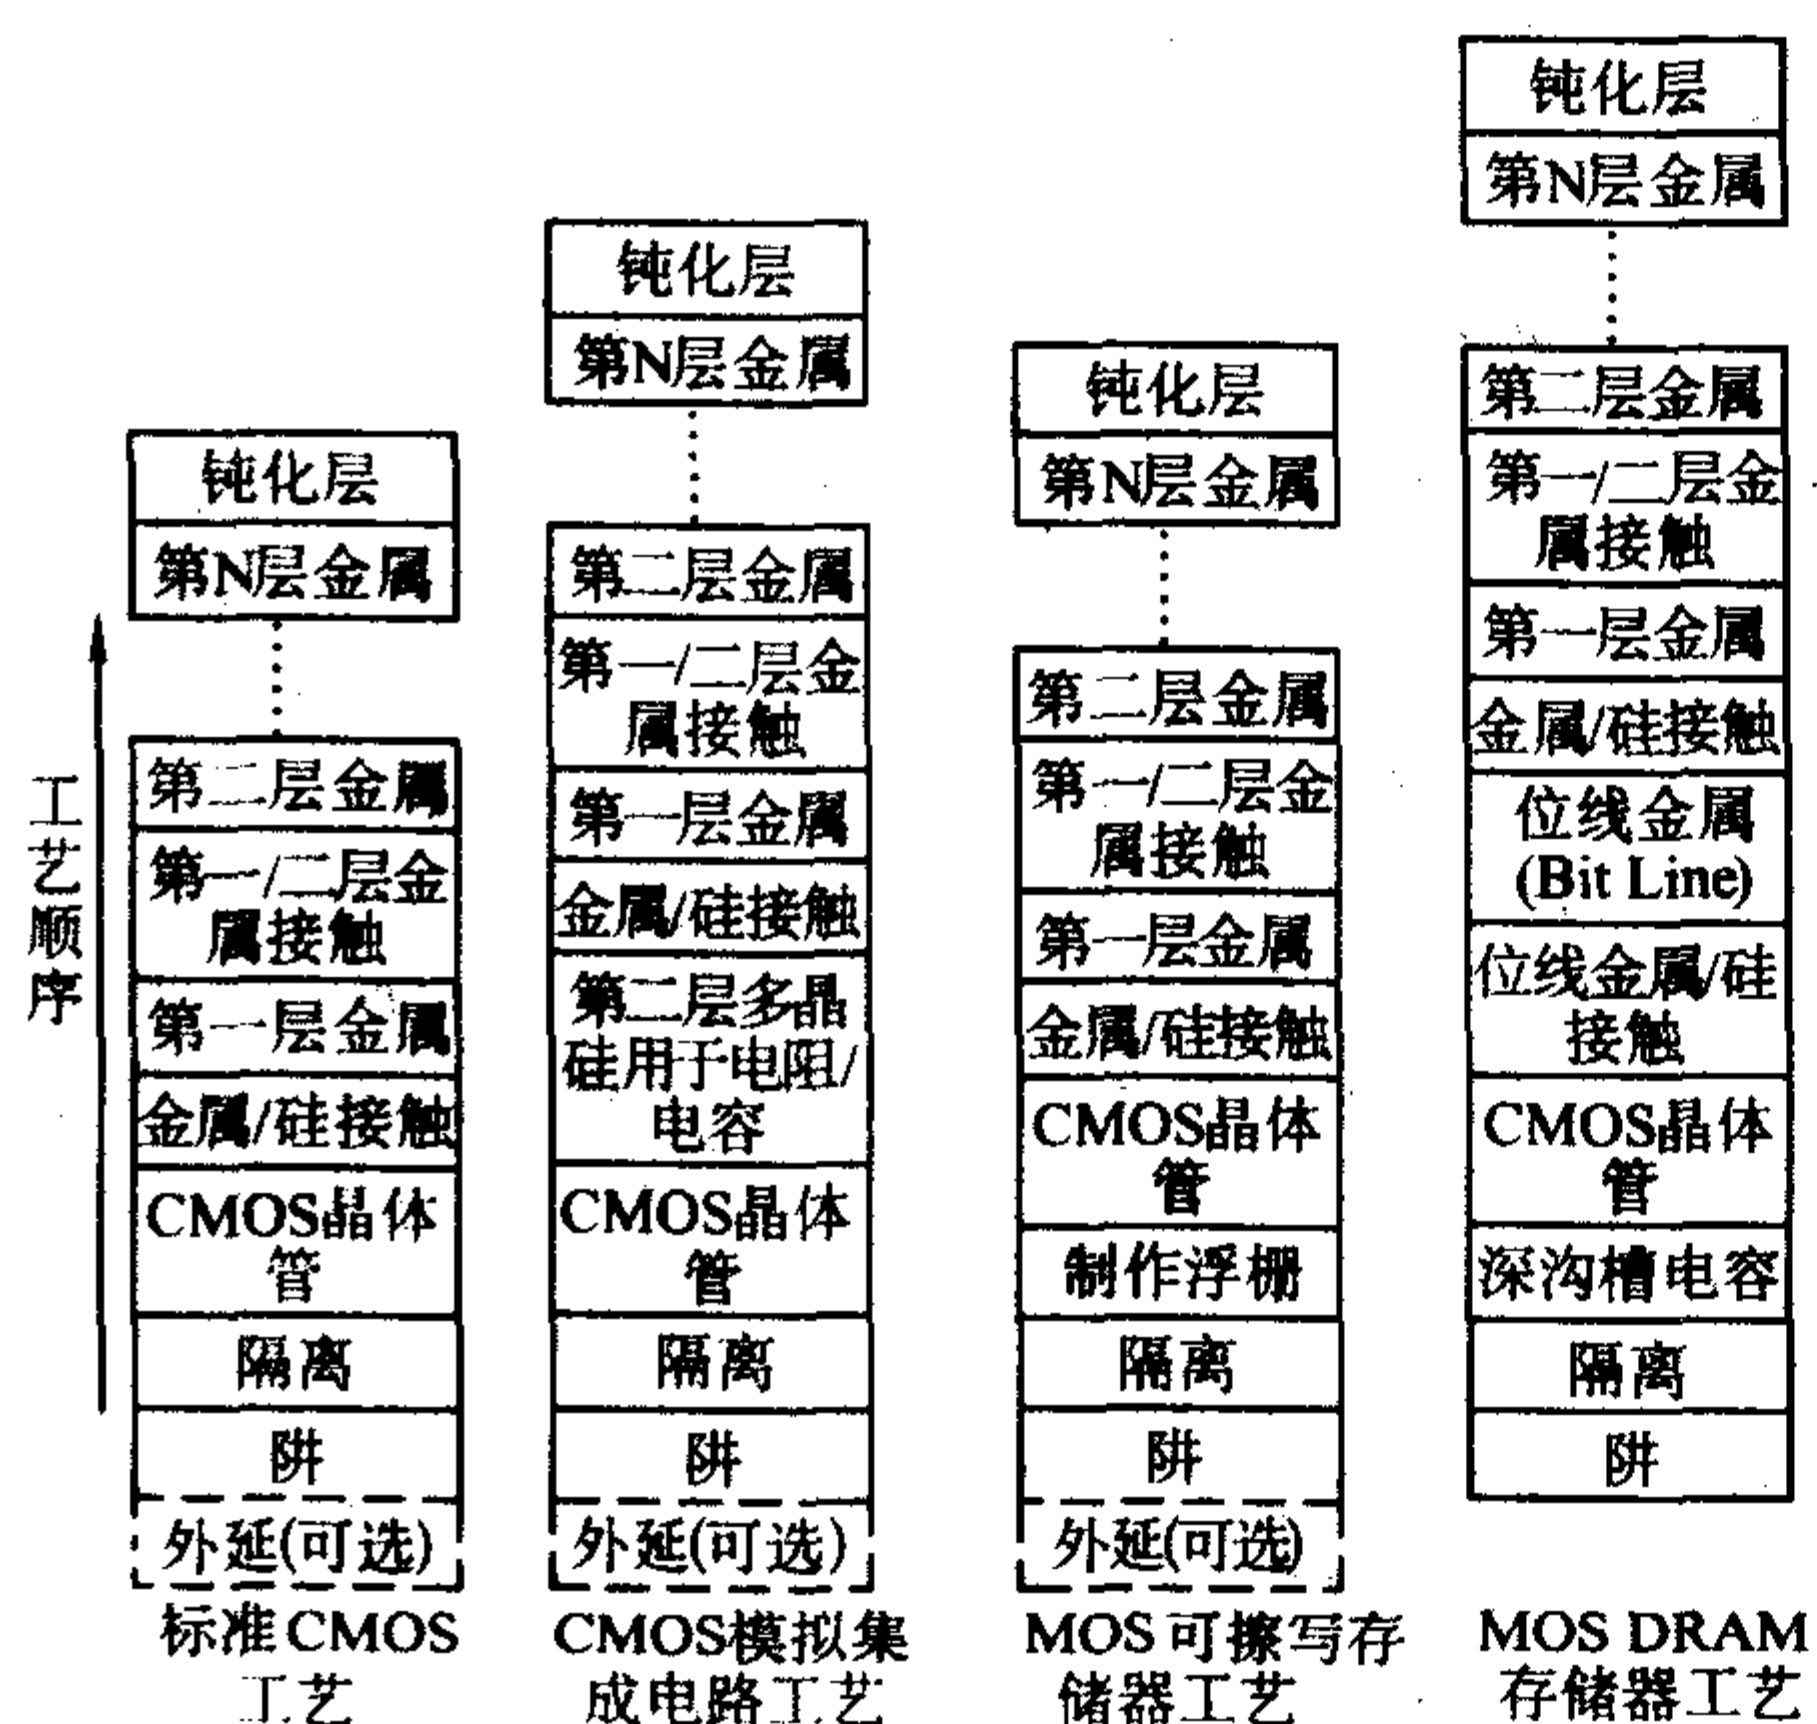 工艺顺序
钝化层
第N层金属
第二层金属
第一/二层金
属接触
第一层金属
金属/硅接触
CMOS晶体
管
隔离
阱
外延(可选)
标准CMOS
工艺
钝化层
第N层金属
第二层金属
第一/二层金
属接触
第一层金属
金属/硅接触
第二层多晶
硅用于电阻/
电容
CMOS晶体
管
隔离
阱
外延(可选)
CMOS模拟集
成电路工艺
钝化层
第N层金属
第二层金属
第一/二层金
属接触
第一层金属
金属/硅接触
CMOS晶体
管
制作浮栅
隔离
阱
外延(可选)
MOS可擦写存
储器工艺
钝化层
第N层金属
第二层金属
第一/二层金
属接触
第一层金属
金属/硅接触
位线金属
(Bit Line)
位线金属/硅
接触
CMOS晶体
管
深沟槽电容
隔离
阱
MOS DRAM
存储器工艺